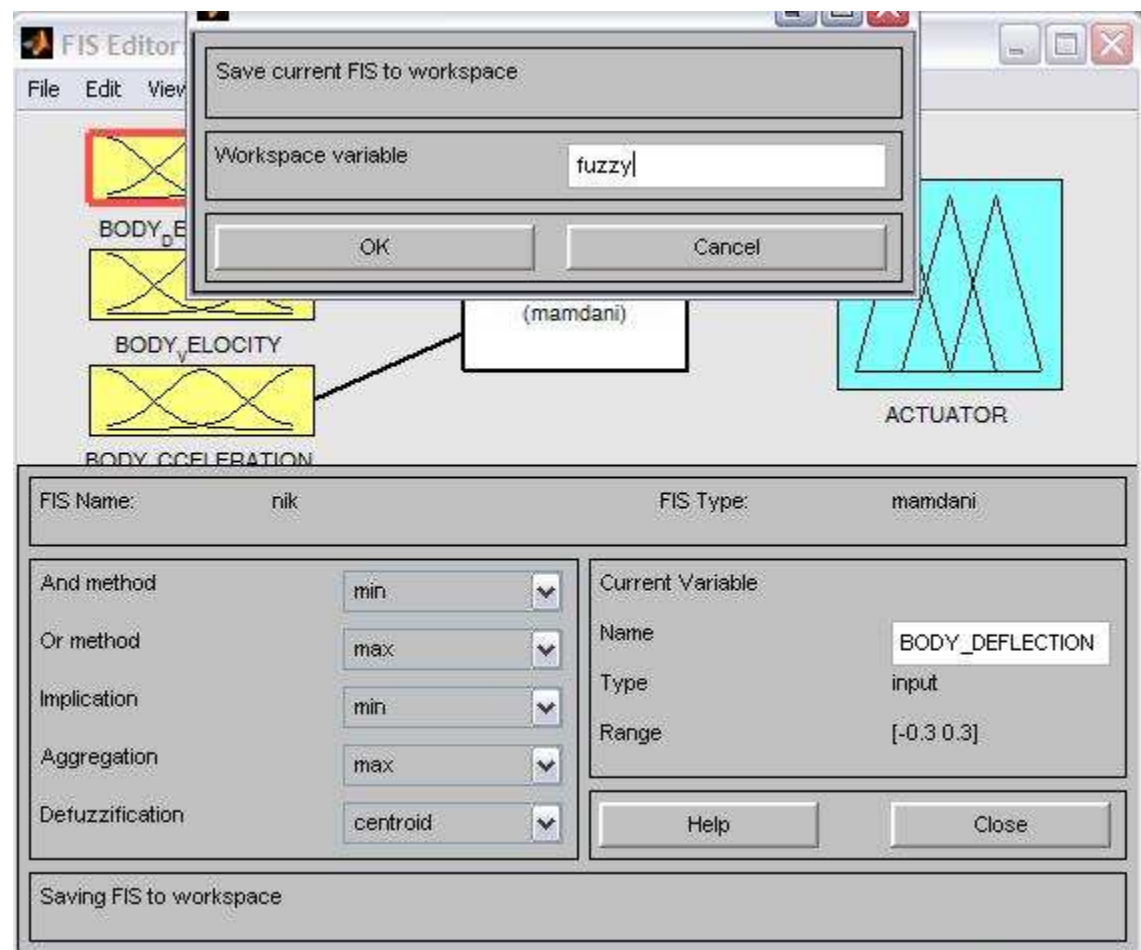 FIS Editor
File Edit View
Save current FIS to workspace
Workspace variable
fuzzy
OK
Cancel
(mamdani)
BODY_VELOCITY
ACTUATOR
FIS Name: nik
FIS Type: mamdani
And method min
Or method max
Implication min
Aggregation max
Defuzzification centroid
Current Variable
Name BODY_DEFLECTION
Type input
Range [-0.3 0.3]
Help
Close
Saving FIS to workspace